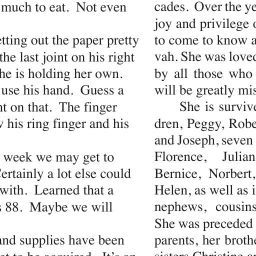 much to eat. Not even
etting out the paper pretty
the last joint on his right
he is holding her own.
use his hand. Guess a
nt on that. The finger
w his ring finger and his
week we may get to
Certainly a lot else could
with. Learned that a
s 88. Maybe we will
and supplies have been
cades. Over the ye
joy and privilege o
to come to know a
vah. She was loved
by all those who
will be greatly mis
She is survive
dren, Peggy, Robe
and Joseph, seven
Florence, Julian
Bernice, Norbert,
Helen, as well as i
nephews, cousins
She was preceded
parents, her brothe